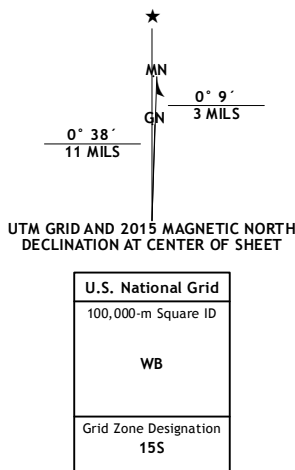 ★
MN
GN
0° 9´
3 MILS
0° 38´
11 MILS
UTM GRID AND 2015 MAGNETIC NORTH
DECLINATION AT CENTER OF SHEET
U.S. National Grid
100,000-m Square ID
WB
Grid Zone Designation
15S